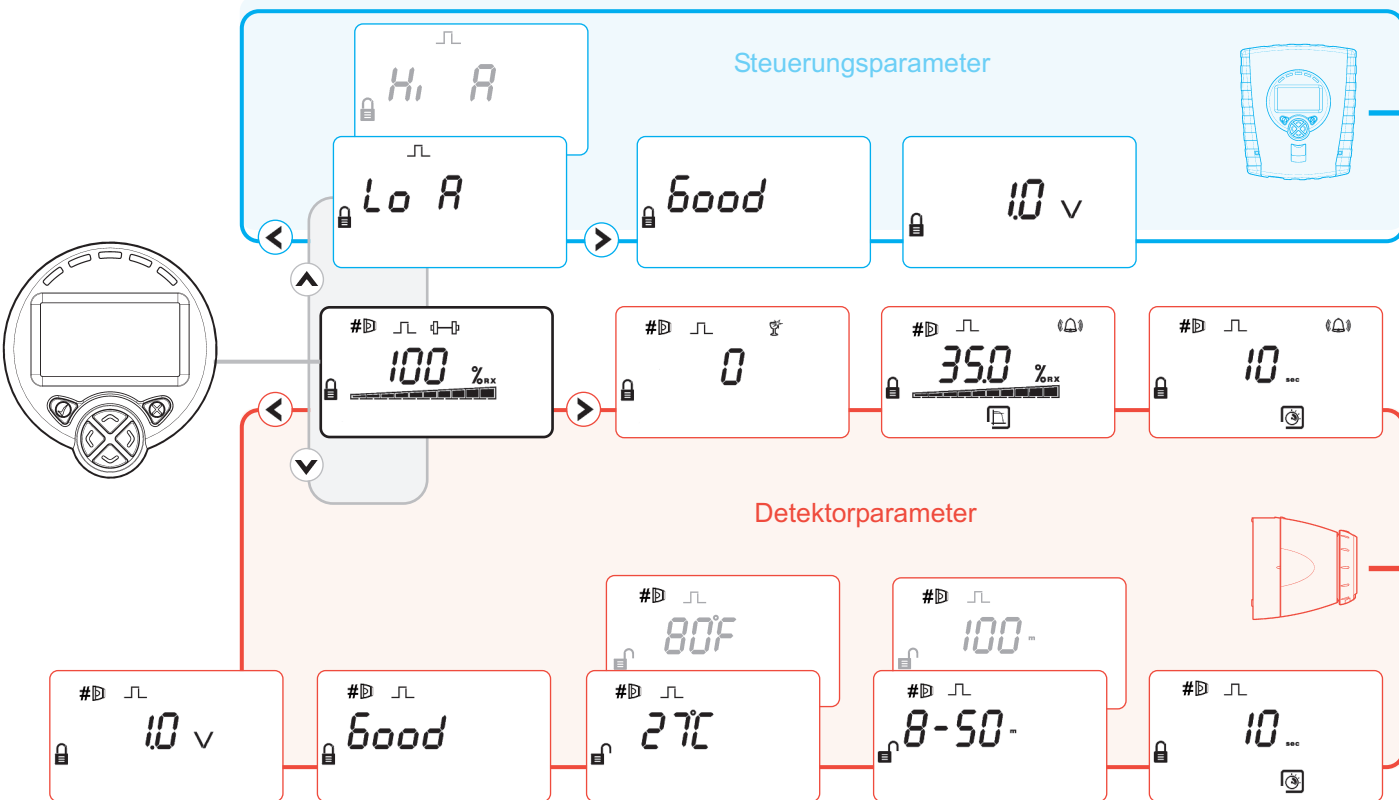 Steuerungsparameter
Hi A
Lo A
Good
1.0 V
#
100 %RX
#
0
#
35.0 %RX
#
10 sec
Detektorparameter
#
80°F
#
100 m
#
1.0 V
#
Good
#
27°C
#
8-50 m
#
10 sec